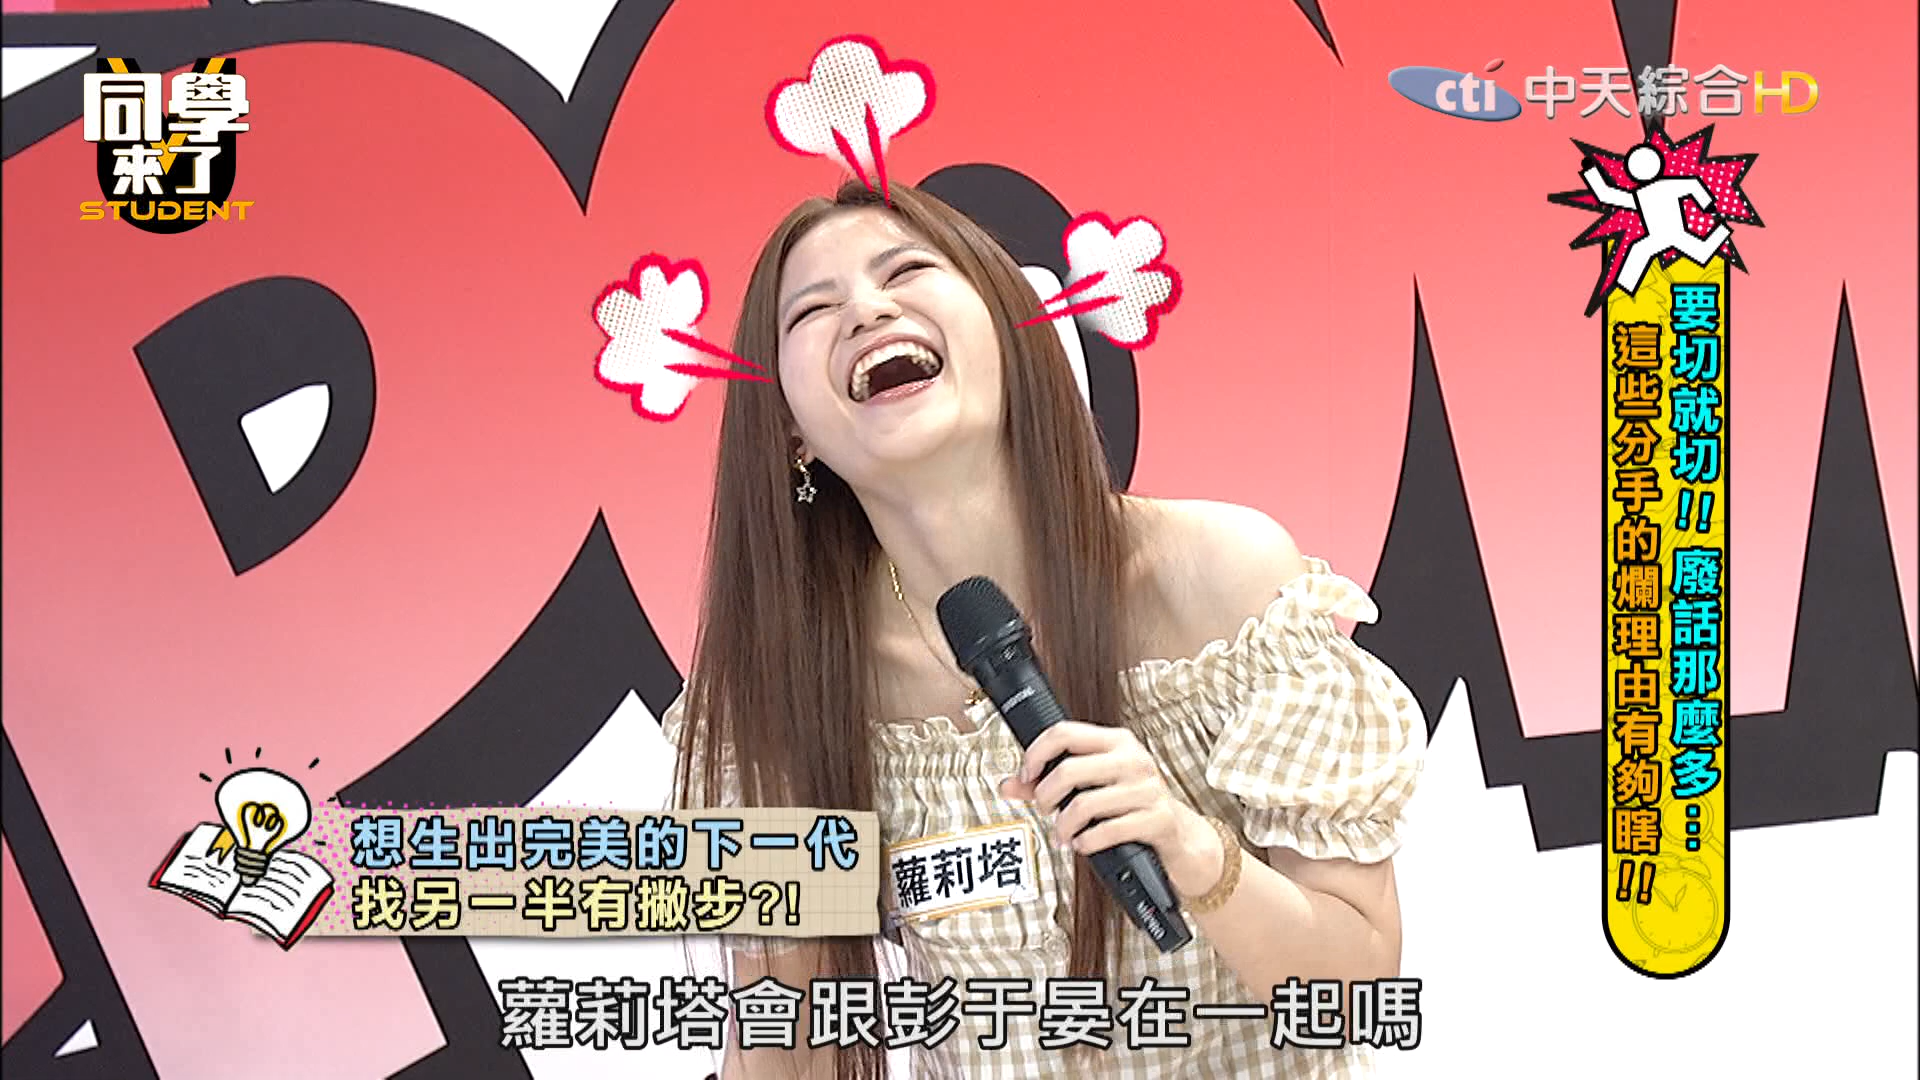 同學
來了
STUDENT
cti 中天綜合HD
要切就切!! 廢話那麼多…
這些分手的爛理由有夠瞎!!
想生出完美的下一代
找另一半有撇步?!
蘿莉塔
MIPRO
蘿莉塔會跟彭于晏在一起嗎